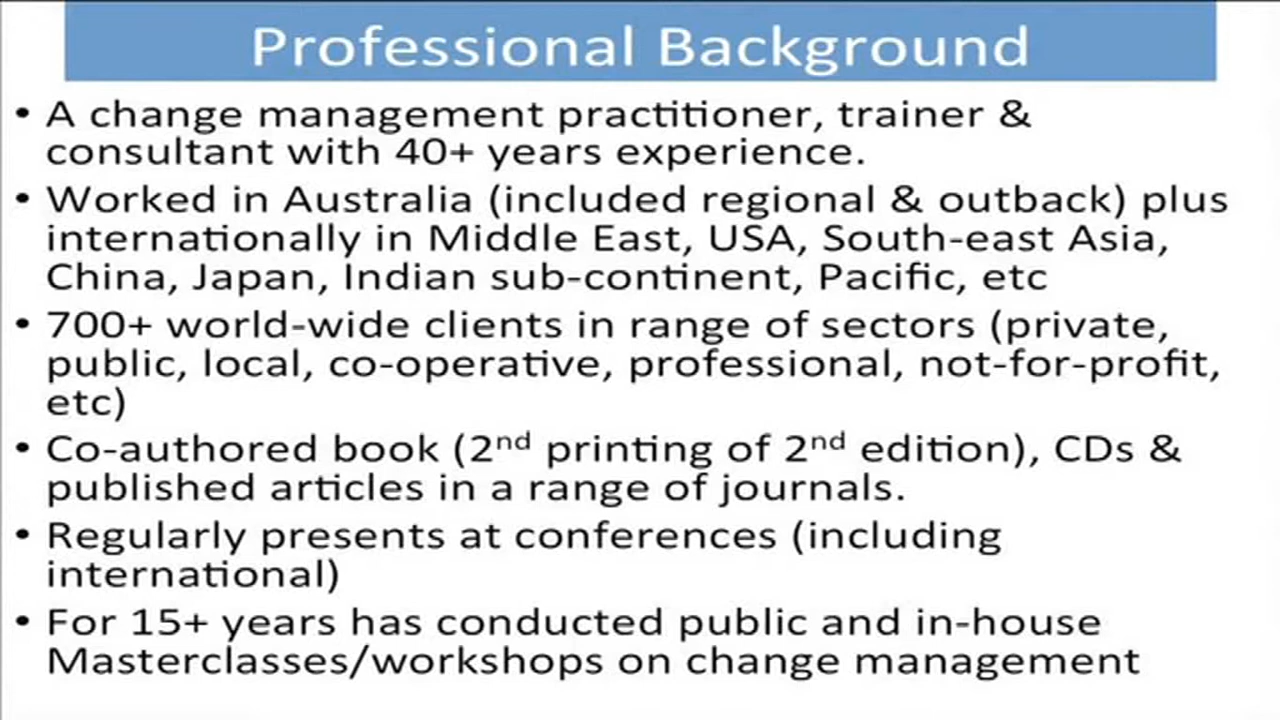 Professional Background
• A change management practitioner, trainer &
consultant with 40+ years experience.
• Worked in Australia (included regional & outback) plus
internationally in Middle East, USA, South-east Asia,
China, Japan, Indian sub-continent, Pacific, etc
• 700+ world-wide clients in range of sectors (private,
public, local, co-operative, professional, not-for-profit,
etc)
• Co-authored book (2nd printing of 2nd edition), CDs &
published articles in a range of journals.
• Regularly presents at conferences (including
international)
• For 15+ years has conducted public and in-house
Masterclasses/workshops on change management